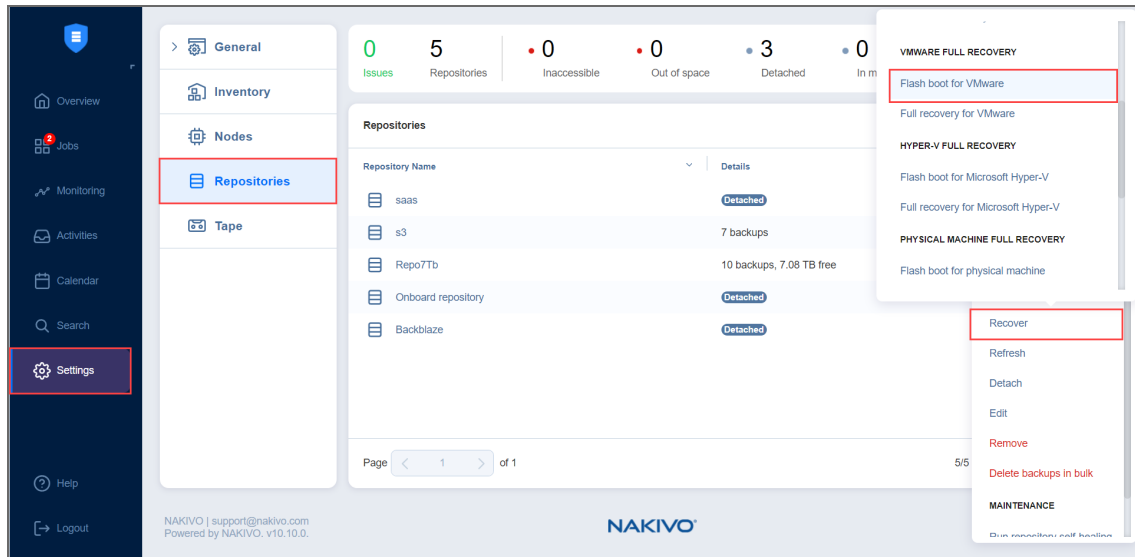 Overview
2
Jobs
Monitoring
Activities
Calendar
Search
Settings
Help
Logout
General
Inventory
Nodes
Repositories
Tape
0
Issues
5
Repositories
0
Inaccessible
0
Out of space
3
Detached
0
In m
Repositories
Repository Name
Details
saas
Detached
s3
7 backups
Repo7Tb
10 backups, 7.08 TB free
Onboard repository
Detached
Backblaze
Detached
Page
1
of 1
5/5
VMWARE FULL RECOVERY
Flash boot for VMware
Full recovery for VMware
HYPER-V FULL RECOVERY
Flash boot for Microsoft Hyper-V
Full recovery for Microsoft Hyper-V
PHYSICAL MACHINE FULL RECOVERY
Flash boot for physical machine
Recover
Refresh
Detach
Edit
Remove
Delete backups in bulk
MAINTENANCE
Run repository self-healing
NAKIVO | support@nakivo.com
Powered by NAKIVO. v10.10.0.
NAKIVO®